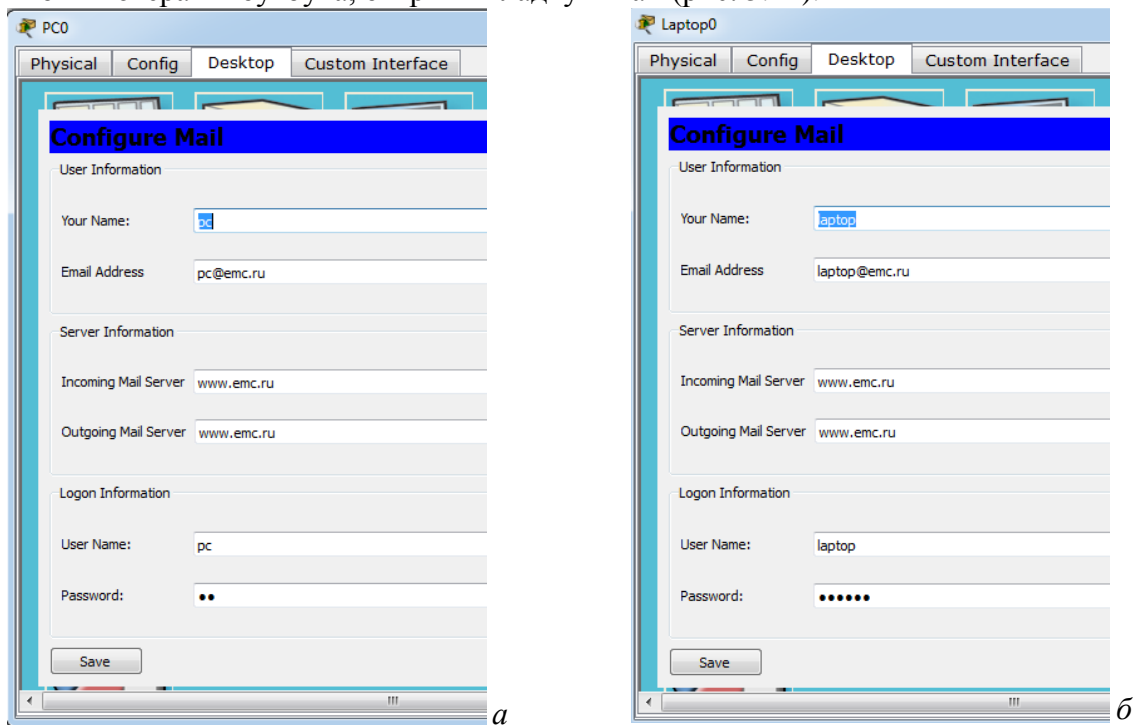 PC0
Physical Config Desktop Custom Interface
Configure Mail
User Information
Your Name: pc
Email Address pc@emc.ru
Server Information
Incoming Mail Server www.emc.ru
Outgoing Mail Server www.emc.ru
Logon Information
User Name: pc
Password: ••
Save
а
Laptop0
Physical Config Desktop Custom Interface
Configure Mail
User Information
Your Name: laptop
Email Address laptop@emc.ru
Server Information
Incoming Mail Server www.emc.ru
Outgoing Mail Server www.emc.ru
Logon Information
User Name: laptop
Password: ••••••
Save
б